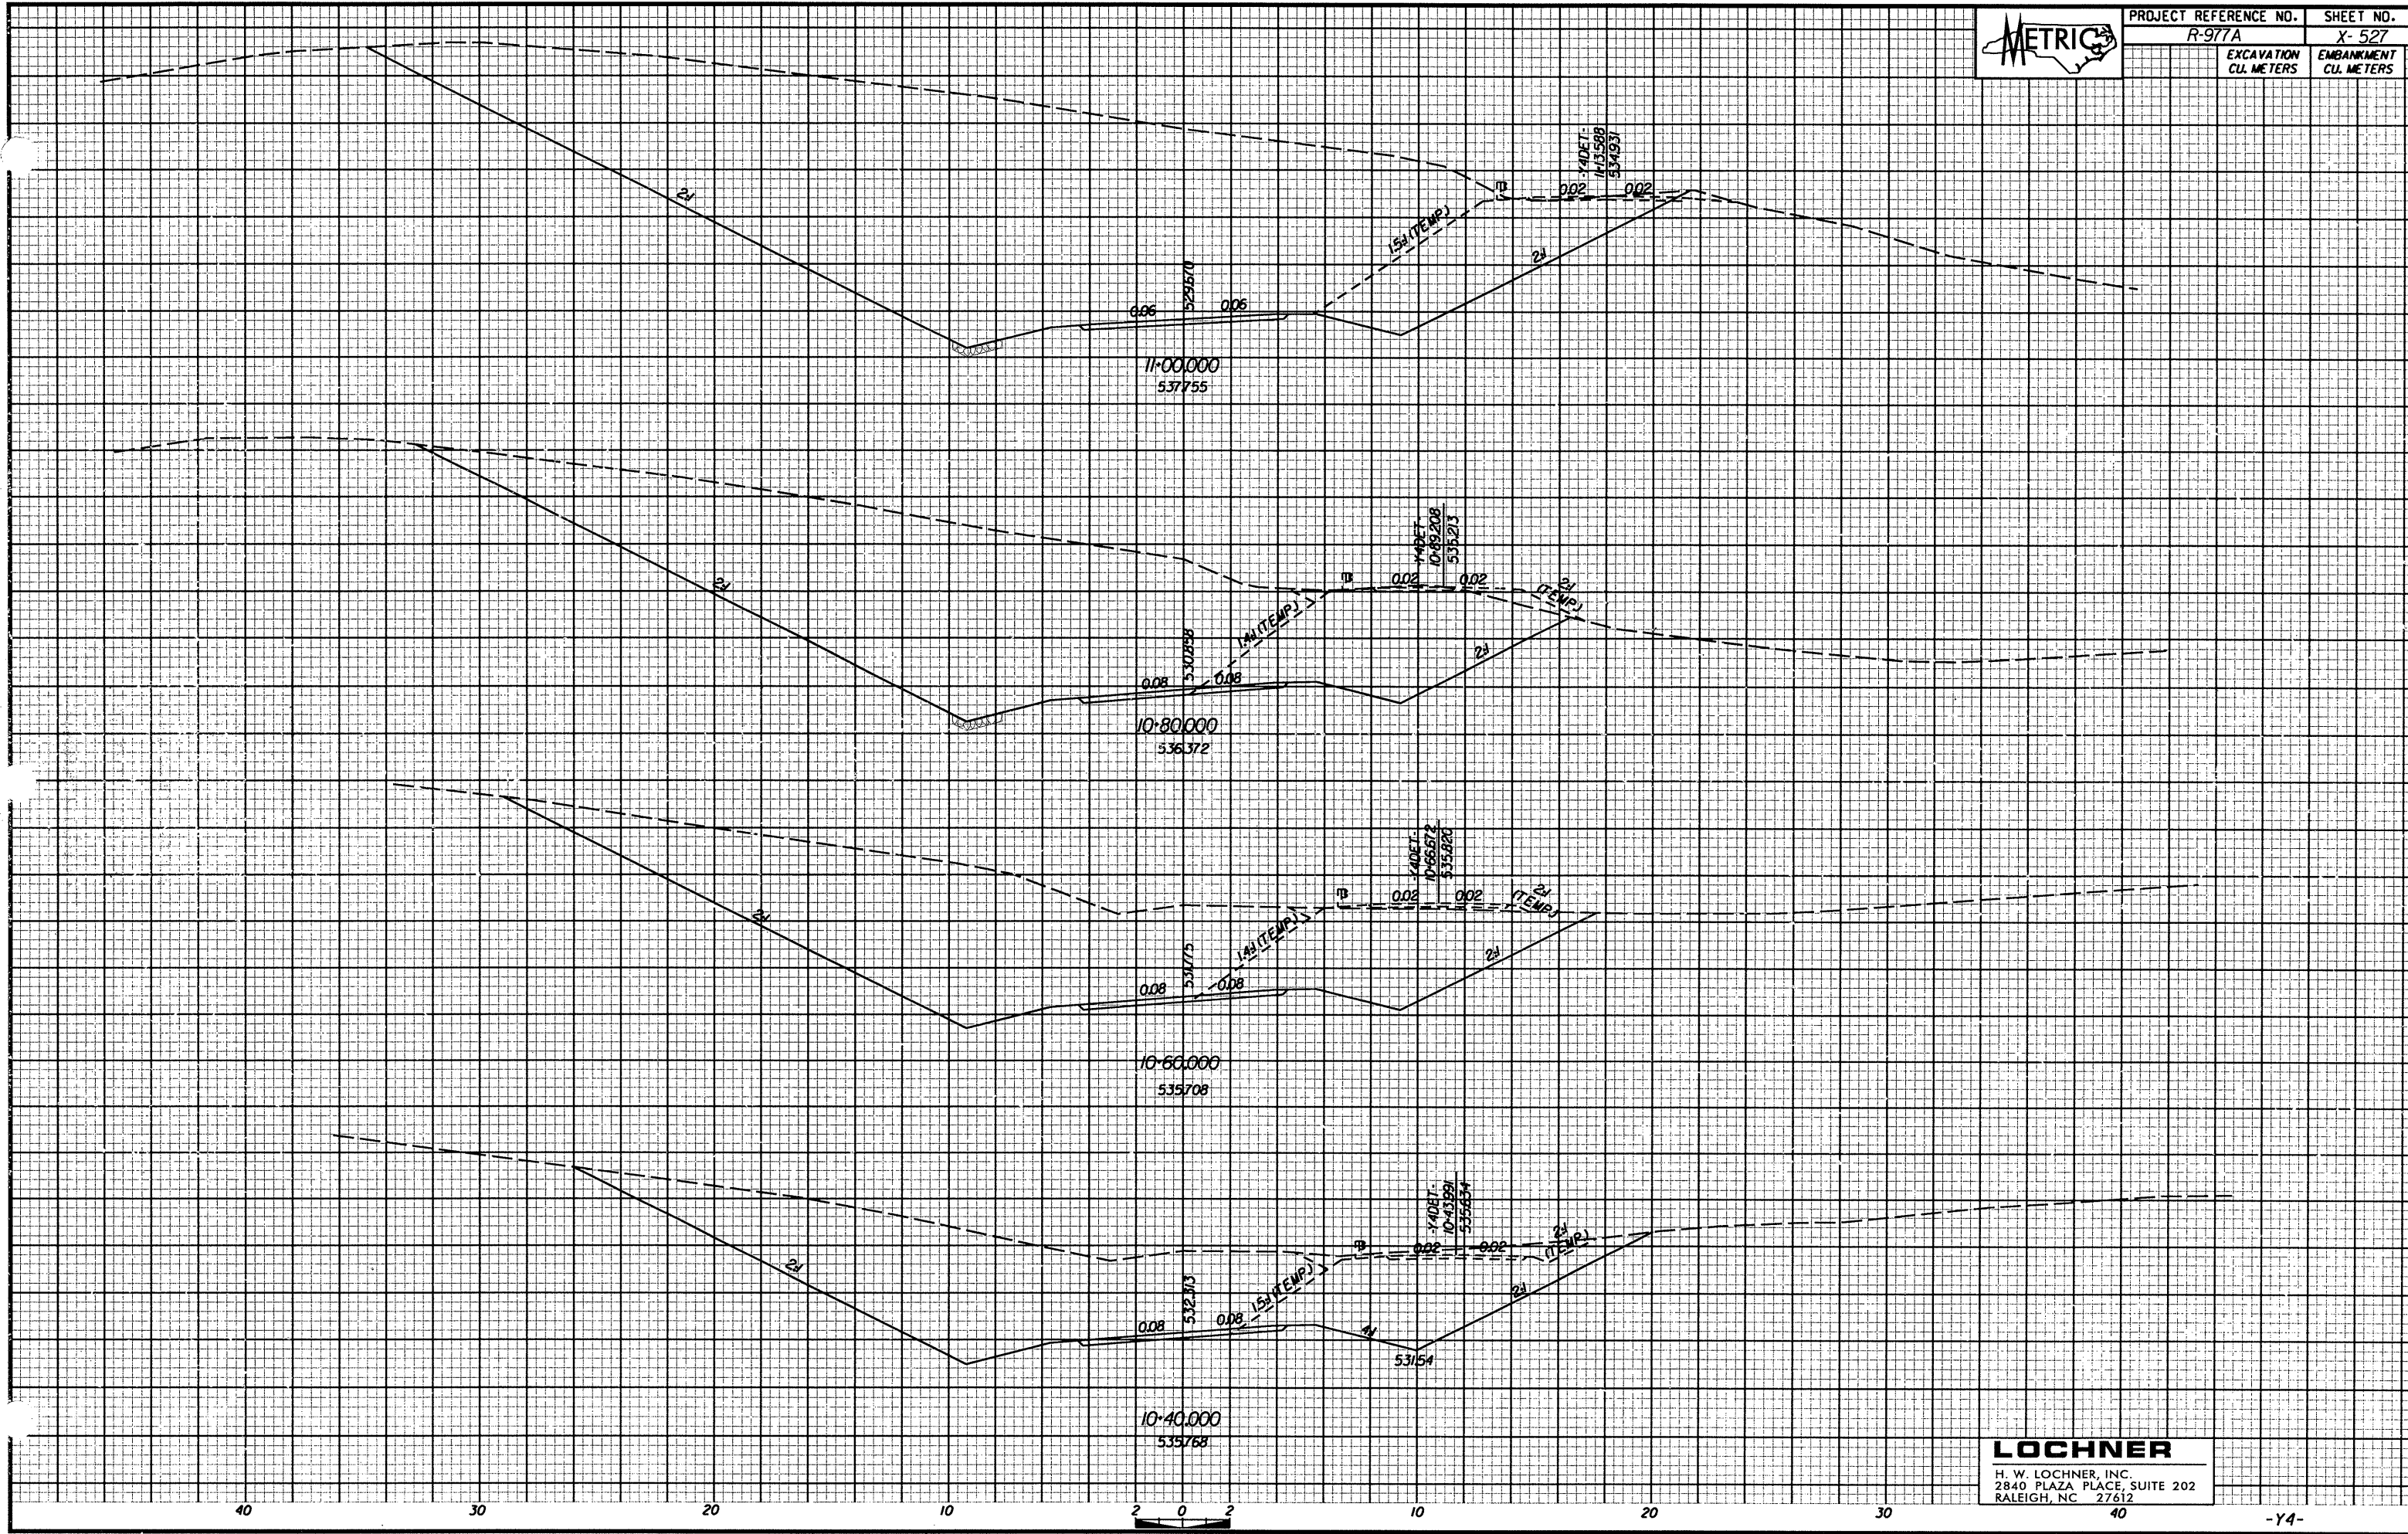 METRIC
PROJECT REFERENCE NO. SHEET NO.
R-977A X-527
EXCAVATION CU. METERS
EMBANKMENT CU. METERS
-Y4DET-
11+13.588
534.931
0.02 0.02
2:1
1.5:1 (TEMP)
2:1
529.670
0.06 0.06
11+00.000
537.755
-Y4DET-
10+89.208
535.213
0.02 0.02
2:1
(TEMP)
2:1
1.4:1 (TEMP)
2:1
530.858
0.08 0.08
10+80.000
536.372
-Y4DET-
10+66.672
535.820
0.02 0.02
2:1
(TEMP)
2:1
1.4:1 (TEMP)
2:1
531.775
0.08 0.08
10+60.000
535.708
-Y4DET-
10+43.991
535.634
0.02 0.02
2:1
(TEMP)
2:1
1.5:1 (TEMP)
2:1
532.313
0.08 0.08
4:1
531.54
10+40.000
535.768
LOCHNER
H. W. LOCHNER, INC.
2840 PLAZA PLACE, SUITE 202
RALEIGH, NC 27612
40 30 20 10 2 0 2 10 20 30 40
-Y4-